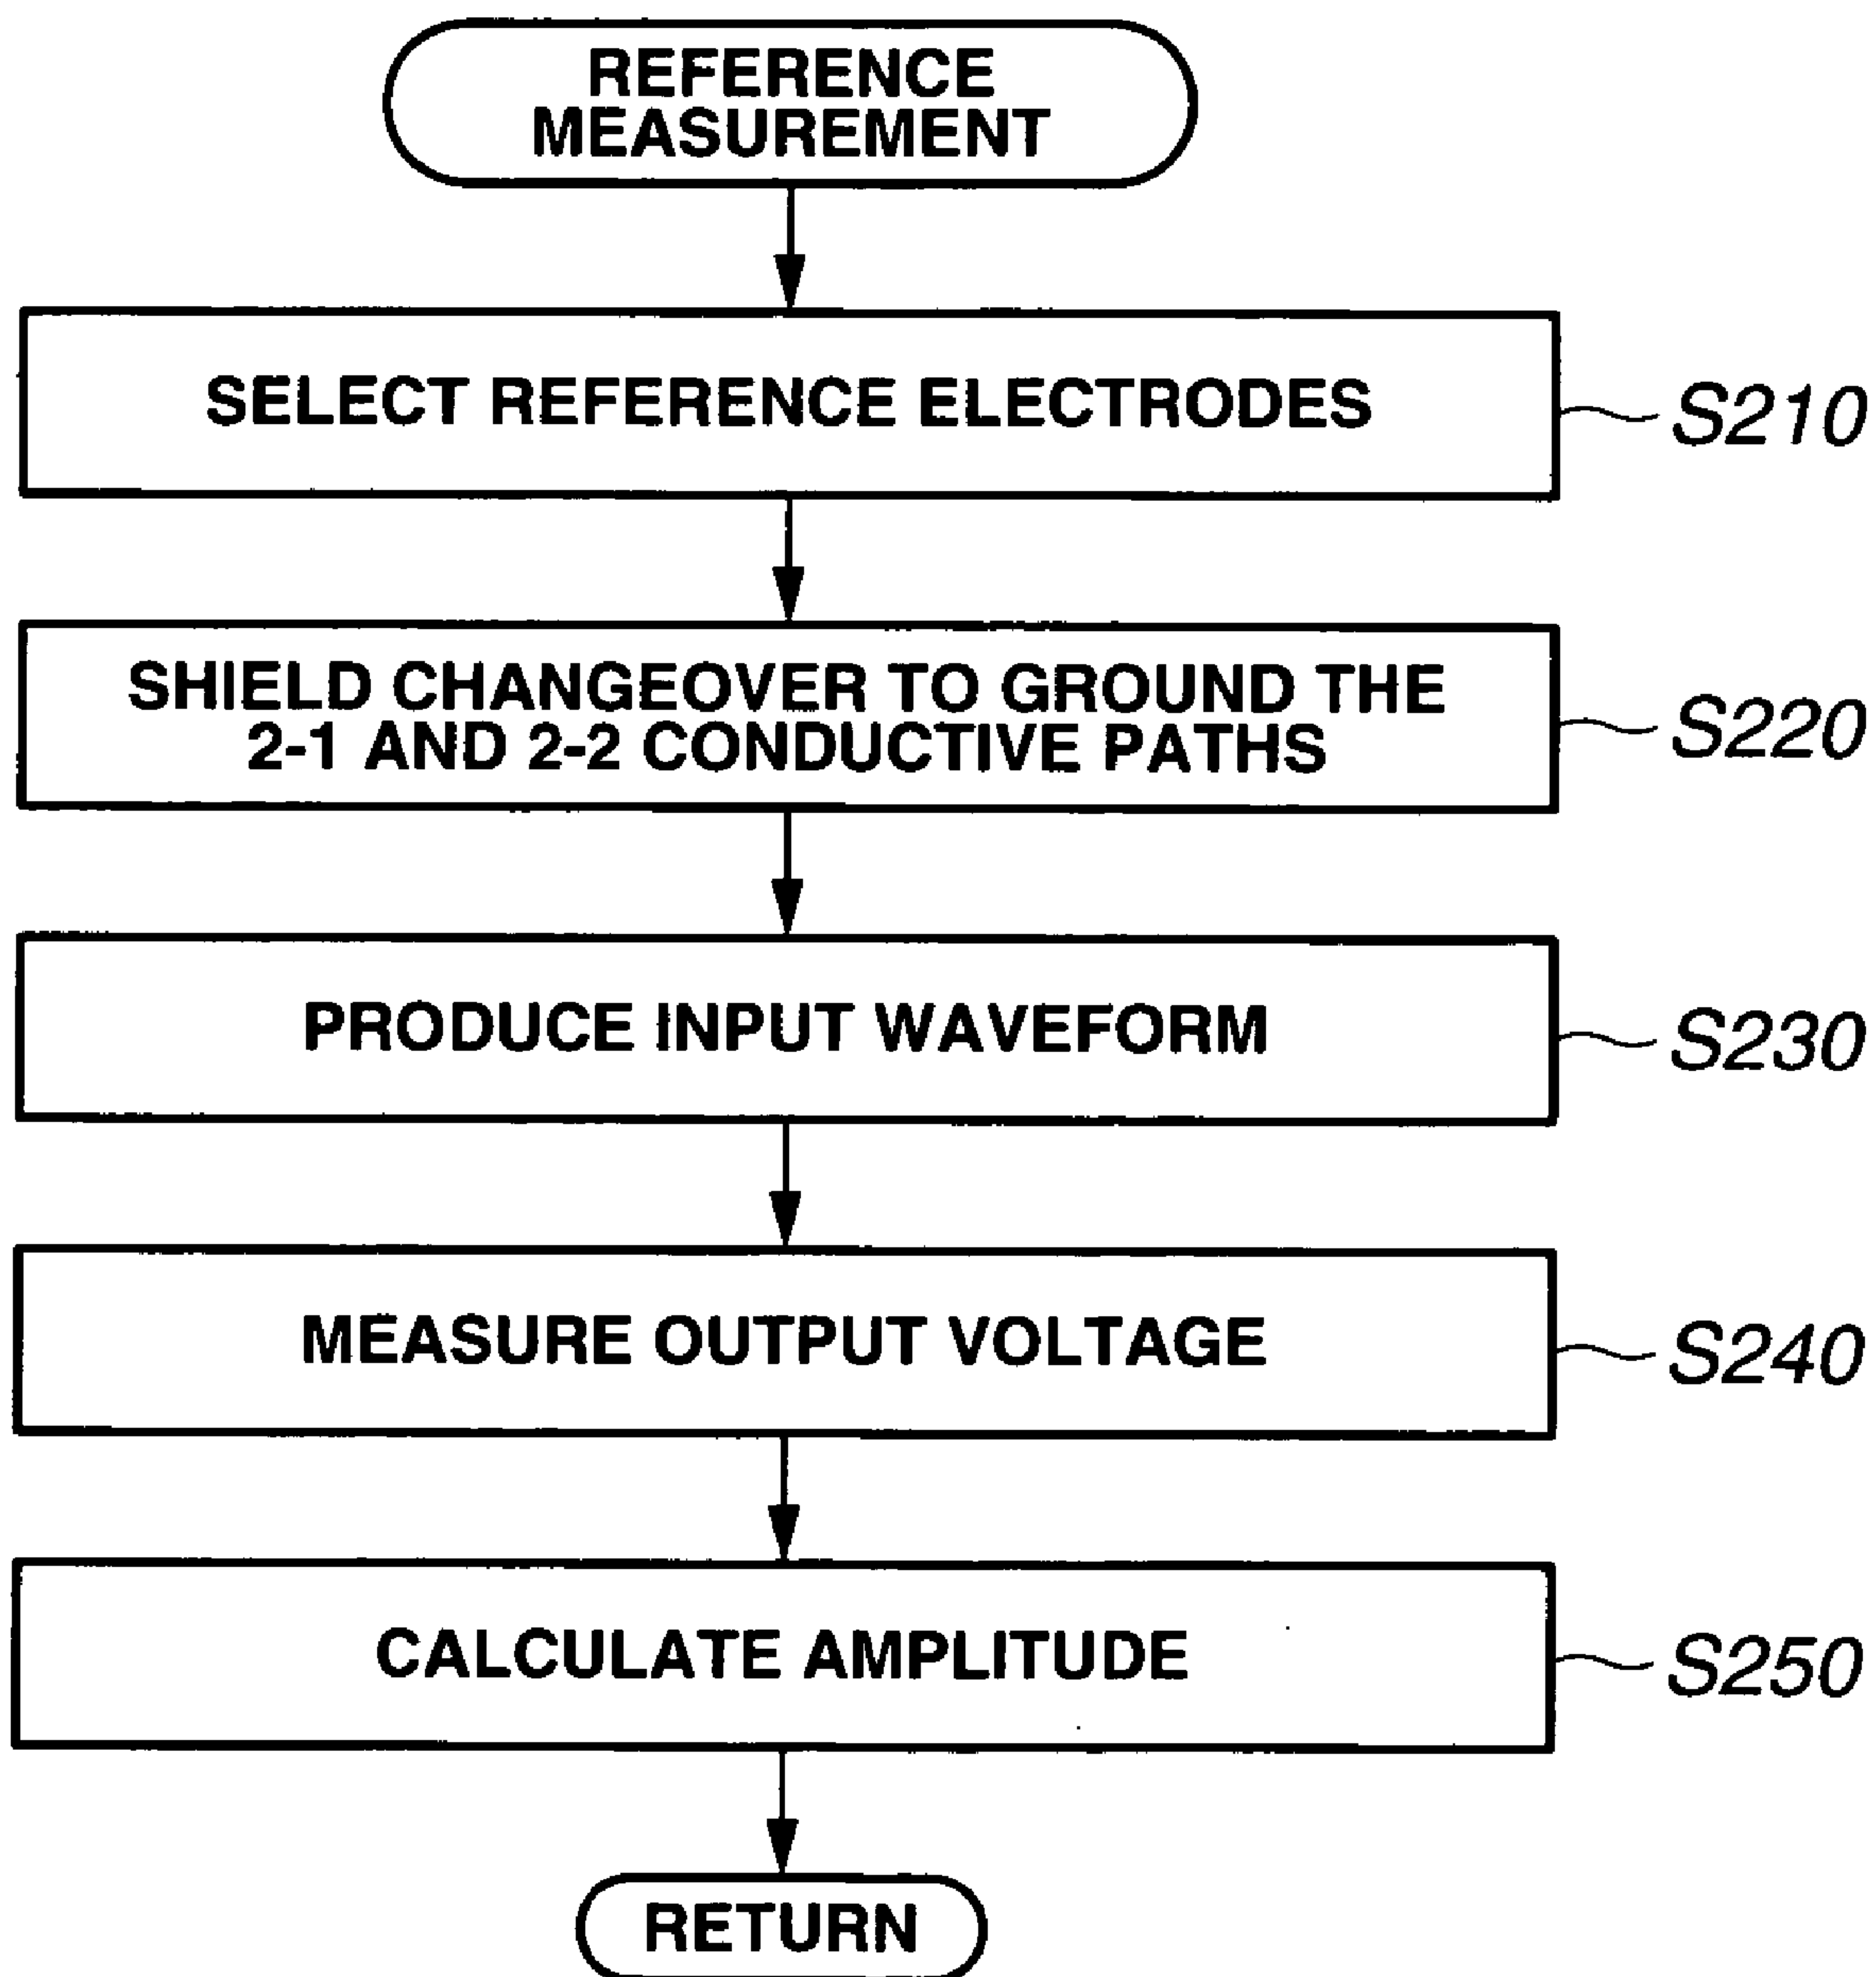 REFERENCE
MEASUREMENT
SELECT REFERENCE ELECTRODES
S210
SHIELD CHANGEOVER TO GROUND THE
2-1 AND 2-2 CONDUCTIVE PATHS
S220
PRODUCE INPUT WAVEFORM
S230
MEASURE OUTPUT VOLTAGE
S240
CALCULATE AMPLITUDE
S250
RETURN